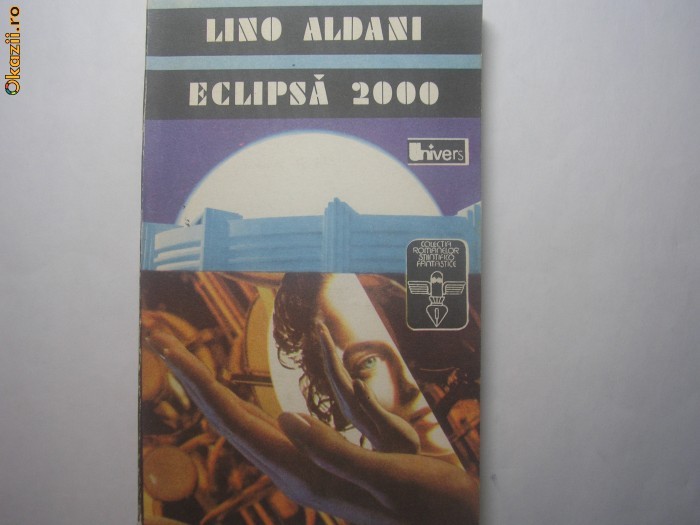 Okazii.ro
LINO ALDANI
ECLIPSĂ 2000
Univers
COLECȚIA
ROMANELOR
ȘTIINȚIFICO
FANTASTICE